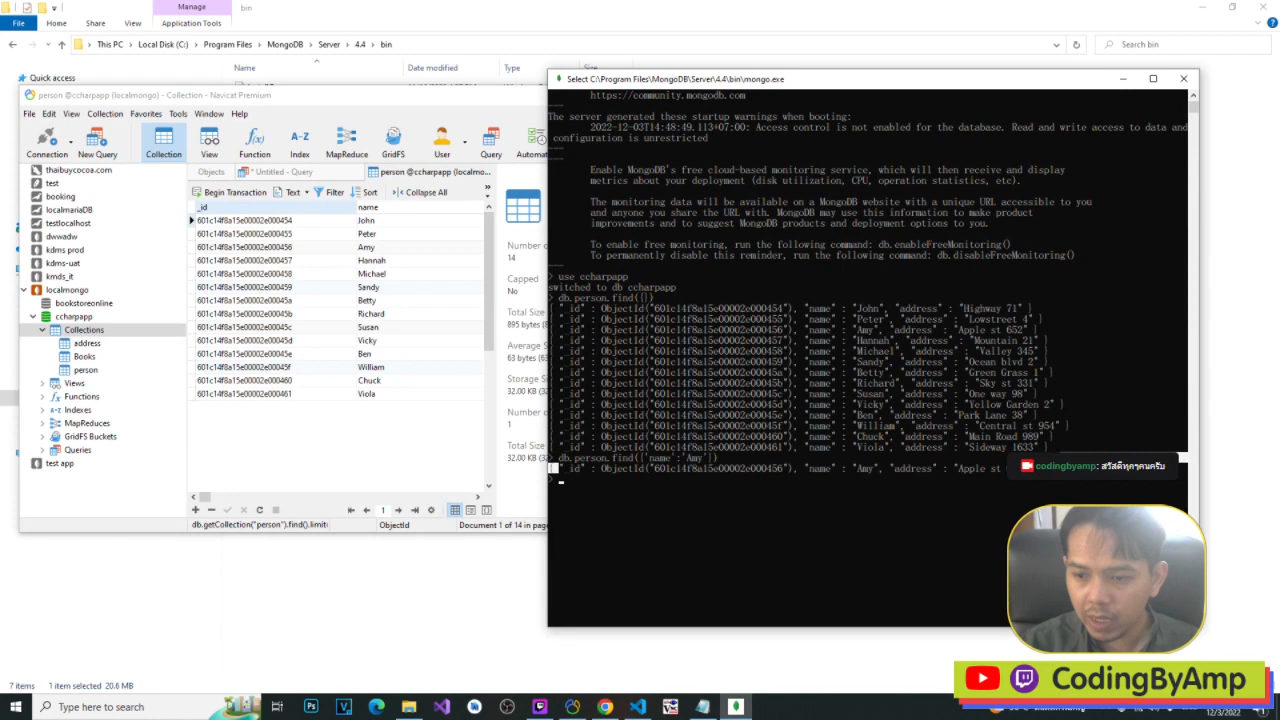 Manage
bin
File
Home
Share
View
Application Tools
This PC
Local Disk (C:)
Program Files
MongoDB
Server
4.4
bin
Search bin
Quick access
Name
Date modified
Type
Size
person @ccharpapp (localmongo) - Collection - Navicat Premium
File Edit View Collection Favorites Tools Window Help
Connection
New Query
Collection
View
Function
Index
MapReduce
GridFS
User
Query
Automa
Objects
* Untitled - Query
person @ccharpapp (localmo...
Begin Transaction
Text
Filter
Sort
Collapse All
thaibuycocoa.com
test
booking
localmariaDB
testlocalhost
dwwadw
kdms prod
kdms-uat
kmds_it
localmongo
bookstoreonline
ccharpapp
Collections
address
Books
person
Views
Functions
Indexes
MapReduces
GridFS Buckets
Queries
test app
_id name
601c14f8a15e00002e000454 John
601c14f8a15e00002e000455 Peter
601c14f8a15e00002e000456 Amy
601c14f8a15e00002e000457 Hannah
601c14f8a15e00002e000458 Michael
601c14f8a15e00002e000459 Sandy
601c14f8a15e00002e00045a Betty
601c14f8a15e00002e00045b Richard
601c14f8a15e00002e00045c Susan
601c14f8a15e00002e00045d Vicky
601c14f8a15e00002e00045e Ben
601c14f8a15e00002e00045f William
601c14f8a15e00002e000460 Chuck
601c14f8a15e00002e000461 Viola
Number o
14
Capped
No
Total Size
895 bytes (
Average S
63 bytes (6
Storage Si
32.00 KB (32
Number o
1
Total Size
32.00 KB (32
1
db.getCollection("person").find().limit(
ObjectId
Document 1 of 14 in page
Select C:\Program Files\MongoDB\Server\4.4\bin\mongo.exe
https://community.mongodb.com
---
The server generated these startup warnings when booting:
2022-12-03T14:48:49.113+07:00: Access control is not enabled for the database. Read and write access to data and
configuration is unrestricted
---
---
Enable MongoDB's free cloud-based monitoring service, which will then receive and display
metrics about your deployment (disk utilization, CPU, operation statistics, etc).
The monitoring data will be available on a MongoDB website with a unique URL accessible to you
and anyone you share the URL with. MongoDB may use this information to make product
improvements and to suggest MongoDB products and deployment options to you.
To enable free monitoring, run the following command: db.enableFreeMonitoring()
To permanently disable this reminder, run the following command: db.disableFreeMonitoring()
---
> use ccharpapp
switched to db ccharpapp
> db.person.find({})
{ "_id" : ObjectId("601c14f8a15e00002e000454"), "name" : "John", "address" : "Highway 71" }
{ "_id" : ObjectId("601c14f8a15e00002e000455"), "name" : "Peter", "address" : "Lowstreet 4" }
{ "_id" : ObjectId("601c14f8a15e00002e000456"), "name" : "Amy", "address" : "Apple st 652" }
{ "_id" : ObjectId("601c14f8a15e00002e000457"), "name" : "Hannah", "address" : "Mountain 21" }
{ "_id" : ObjectId("601c14f8a15e00002e000458"), "name" : "Michael", "address" : "Valley 345" }
{ "_id" : ObjectId("601c14f8a15e00002e000459"), "name" : "Sandy", "address" : "Ocean blvd 2" }
{ "_id" : ObjectId("601c14f8a15e00002e00045a"), "name" : "Betty", "address" : "Green Grass 1" }
{ "_id" : ObjectId("601c14f8a15e00002e00045b"), "name" : "Richard", "address" : "Sky st 331" }
{ "_id" : ObjectId("601c14f8a15e00002e00045c"), "name" : "Susan", "address" : "One way 98" }
{ "_id" : ObjectId("601c14f8a15e00002e00045d"), "name" : "Vicky", "address" : "Yellow Garden 2" }
{ "_id" : ObjectId("601c14f8a15e00002e00045e"), "name" : "Ben", "address" : "Park Lane 38" }
{ "_id" : ObjectId("601c14f8a15e00002e00045f"), "name" : "William", "address" : "Central st 954" }
{ "_id" : ObjectId("601c14f8a15e00002e000460"), "name" : "Chuck", "address" : "Main Road 989" }
{ "_id" : ObjectId("601c14f8a15e00002e000461"), "name" : "Viola", "address" : "Sideway 1633" }
> db.person.find({'name':'Amy'})
{ "_id" : ObjectId("601c14f8a15e00002e000456"), "name" : "Amy", "address" : "Apple st
>
codingbyamp: สวัสดีทุกๆคนครับ
CodingByAmp
7 items
1 item selected 20.6 MB
Type here to search
12/3/2022